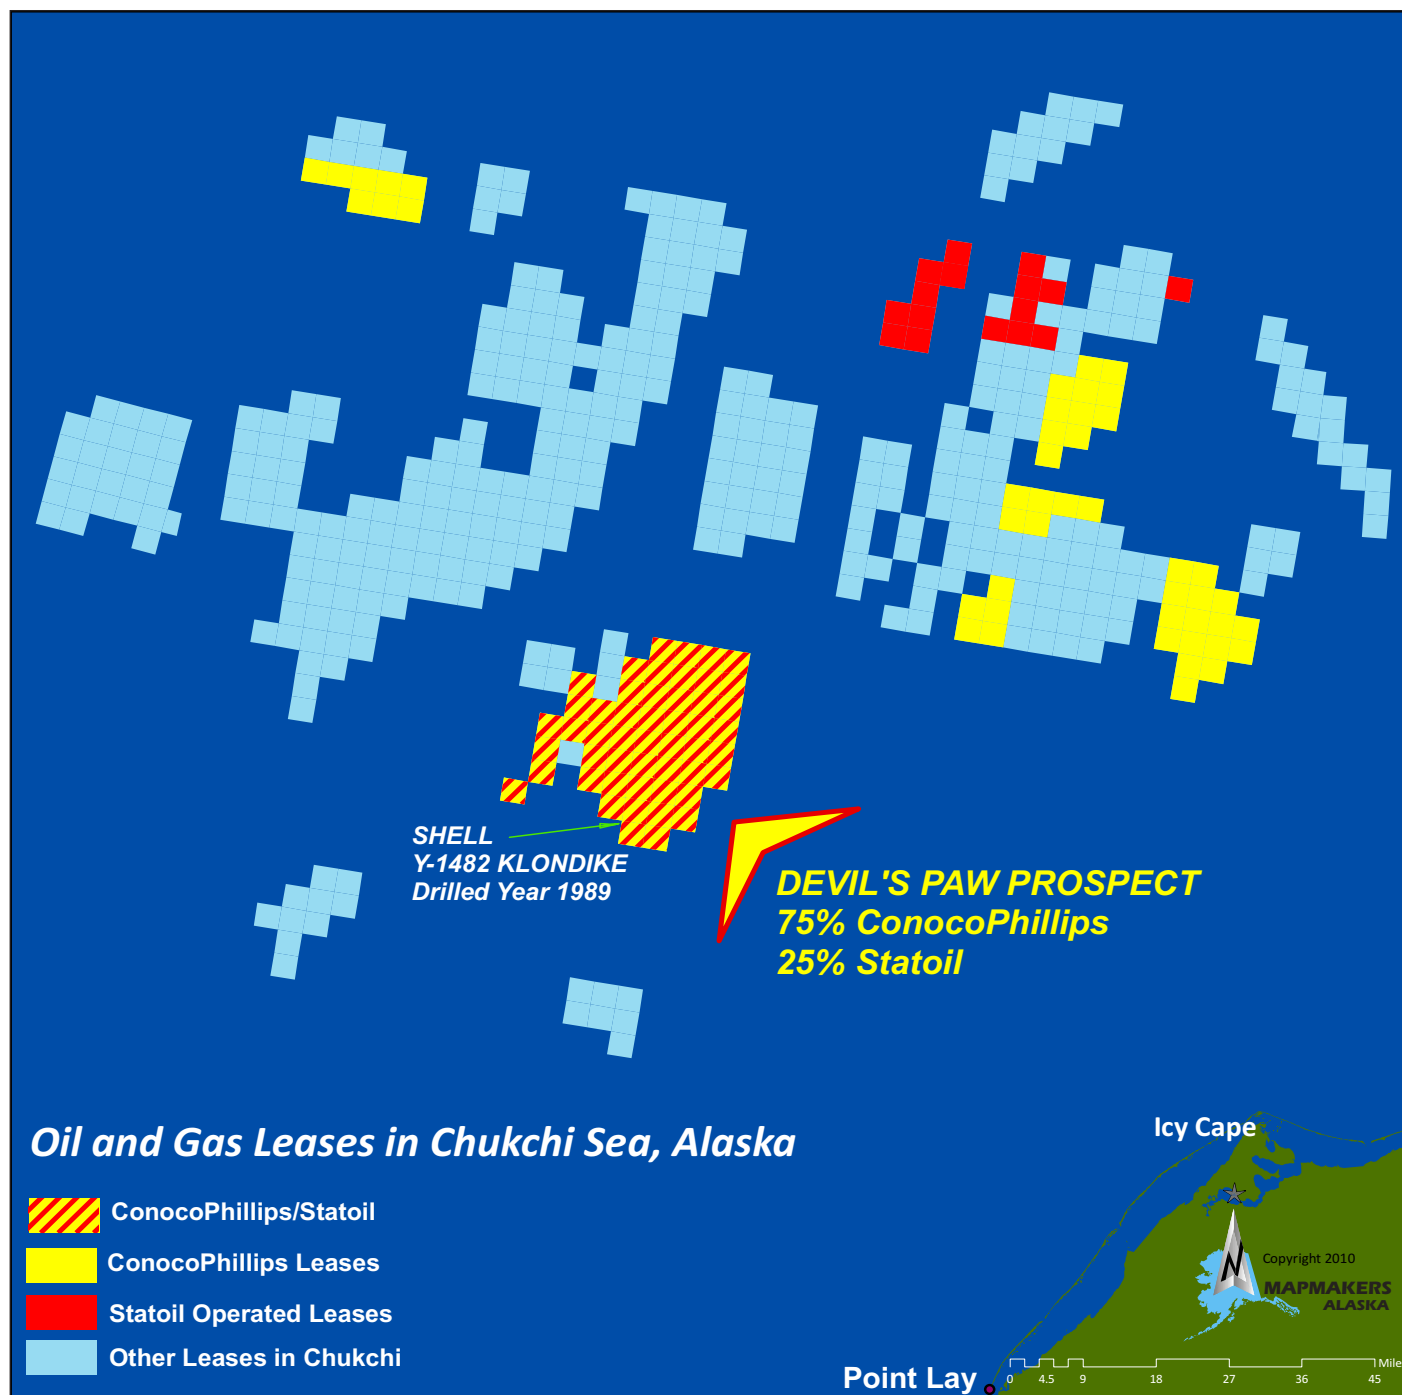 SHELL
Y-1482 KLONDIKE
Drilled Year 1989
DEVIL'S PAW PROSPECT
75% ConocoPhillips
25% Statoil
Oil and Gas Leases in Chukchi Sea, Alaska
ConocoPhillips/Statoil
ConocoPhillips Leases
Statoil Operated Leases
Other Leases in Chukchi
Icy Cape
N
Copyright 2010
MAPMAKERS
ALASKA
Point Lay
Mile
0 4.5 9 18 27 36 45